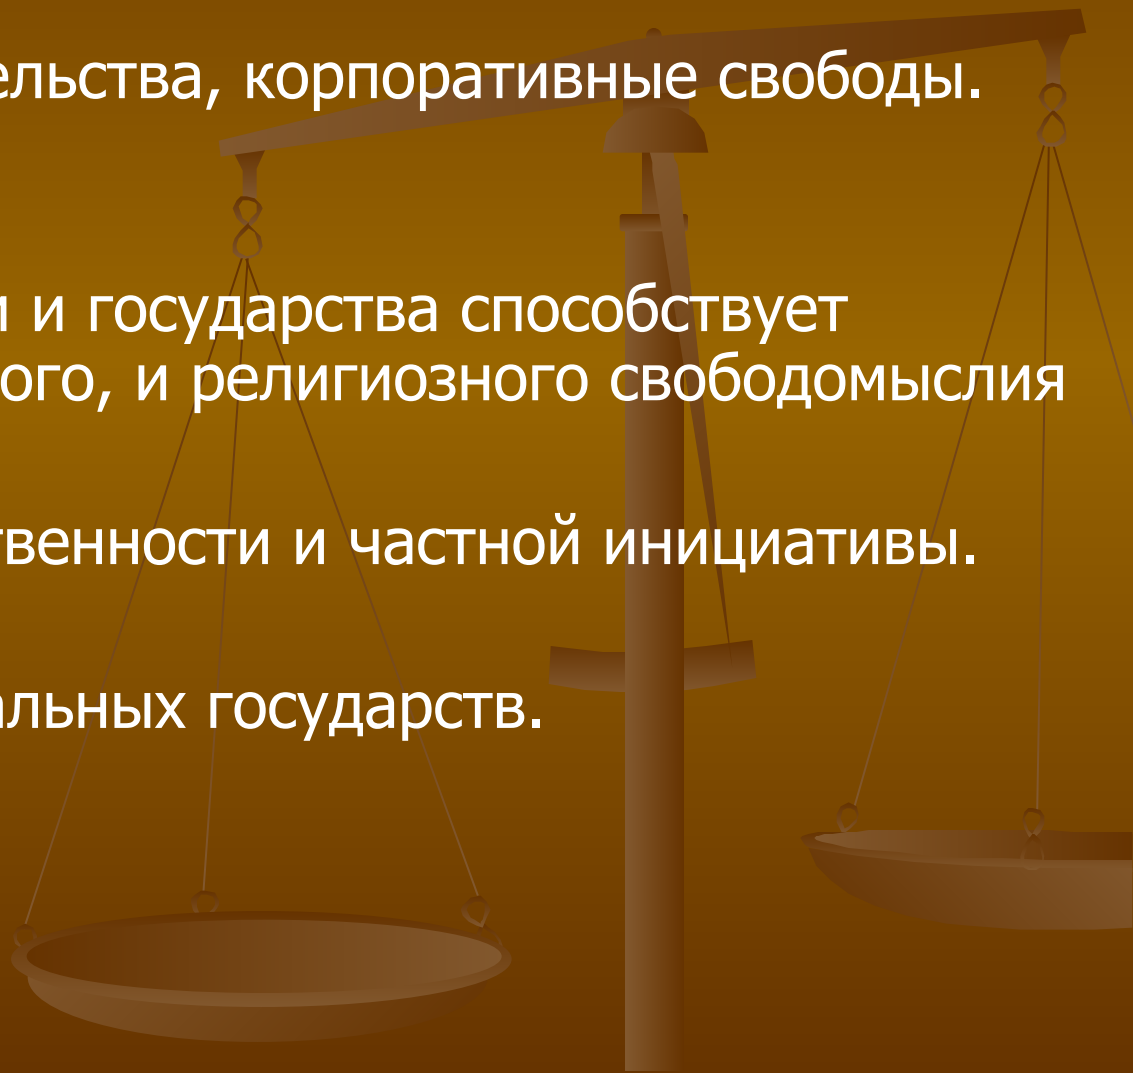 ельства, корпоративные свободы.
и и государства способствует
ого, и религиозного свободомыслия
твенности и частной инициативы.
альных государств.